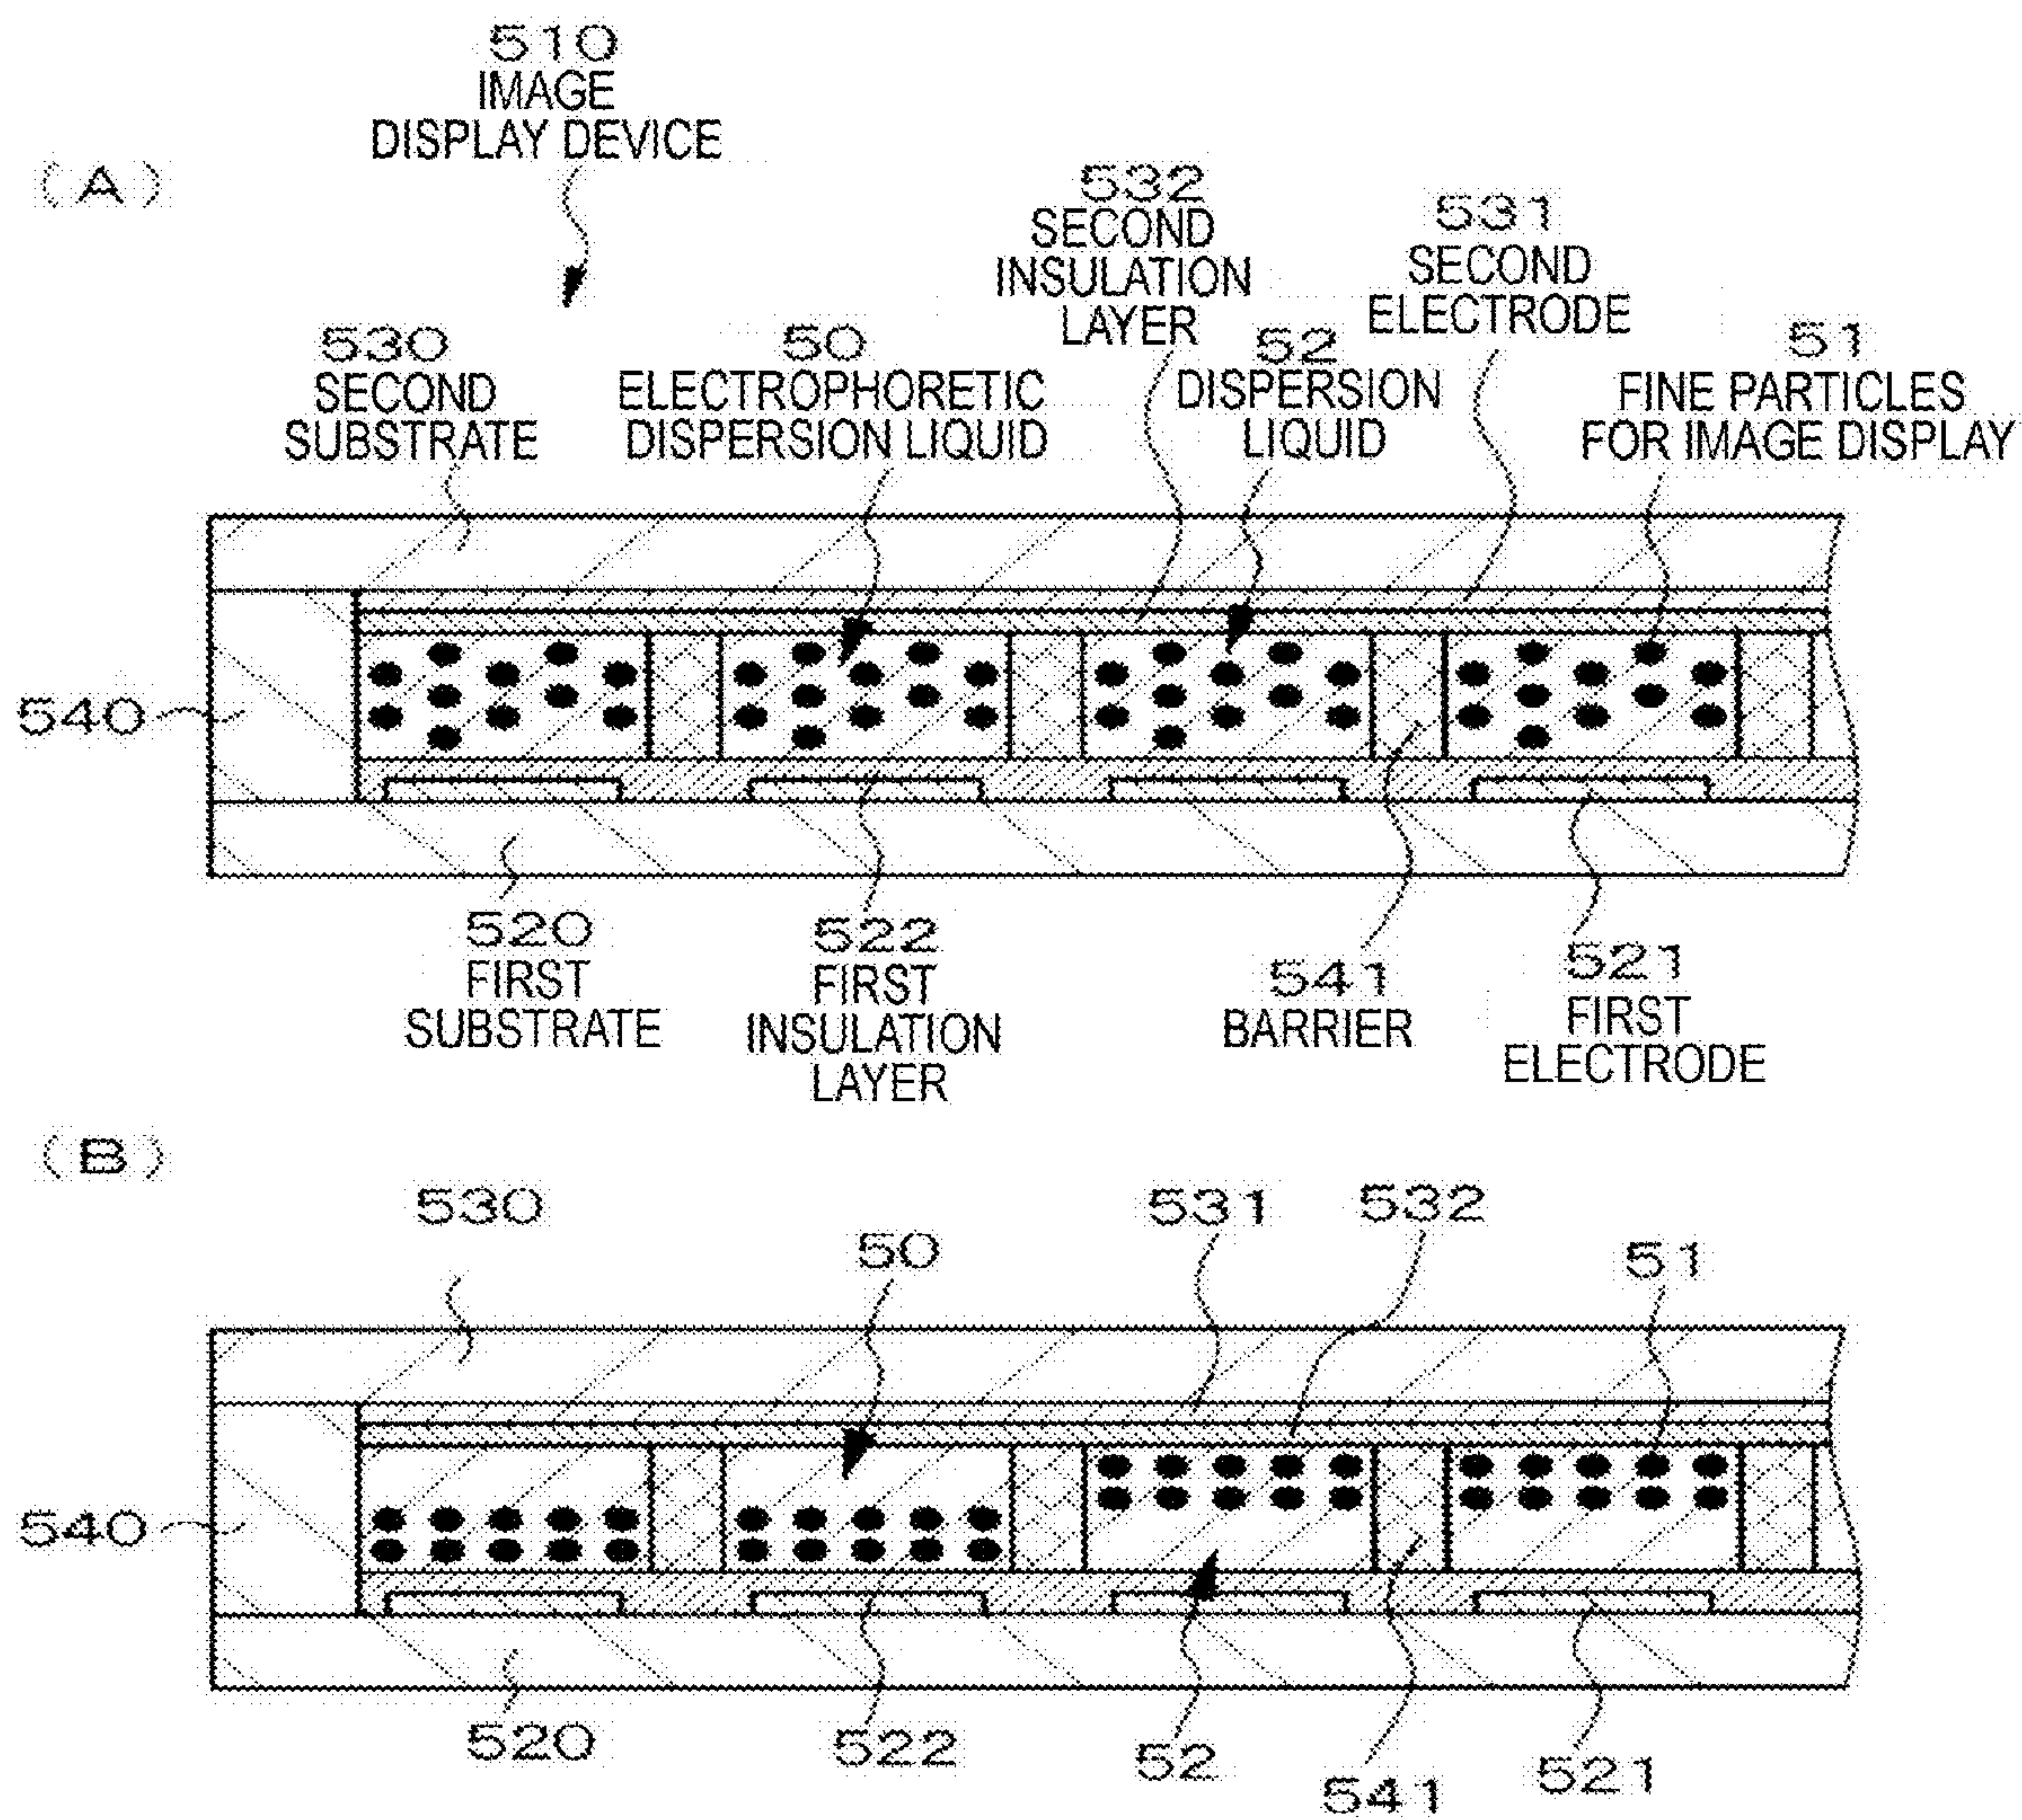 510
IMAGE
DISPLAY DEVICE
(A)
532
SECOND
INSULATION
LAYER
531
SECOND
ELECTRODE
530
SECOND
SUBSTRATE
50
ELECTROPHORETIC
DISPERSION LIQUID
52
DISPERSION
LIQUID
51
FINE PARTICLES
FOR IMAGE DISPLAY
540
520
FIRST
SUBSTRATE
522
FIRST
INSULATION
LAYER
541
BARRIER
521
FIRST
ELECTRODE
(B)
530
50
531
532
51
540
520
522
52
541
521